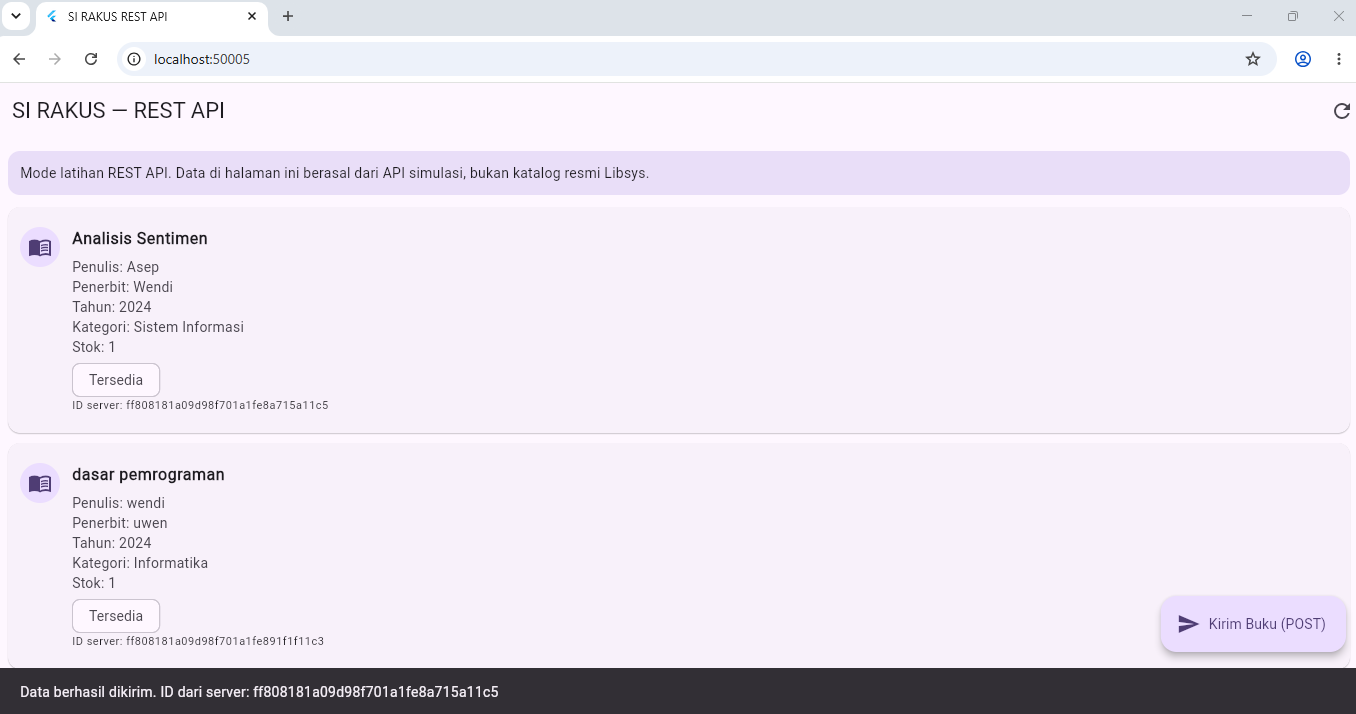 SI RAKUS REST API
localhost:50005
SI RAKUS — REST API
Mode latihan REST API. Data di halaman ini berasal dari API simulasi, bukan katalog resmi Libsys.
Analisis Sentimen
Penulis: Asep
Penerbit: Wendi
Tahun: 2024
Kategori: Sistem Informasi
Stok: 1
Tersedia
ID server: ff808181a09d98f701a1fe8a715a11c5
dasar pemrograman
Penulis: wendi
Penerbit: uwen
Tahun: 2024
Kategori: Informatika
Stok: 1
Tersedia
ID server: ff808181a09d98f701a1fe891f1f11c3
Kirim Buku (POST)
Data berhasil dikirim. ID dari server: ff808181a09d98f701a1fe8a715a11c5